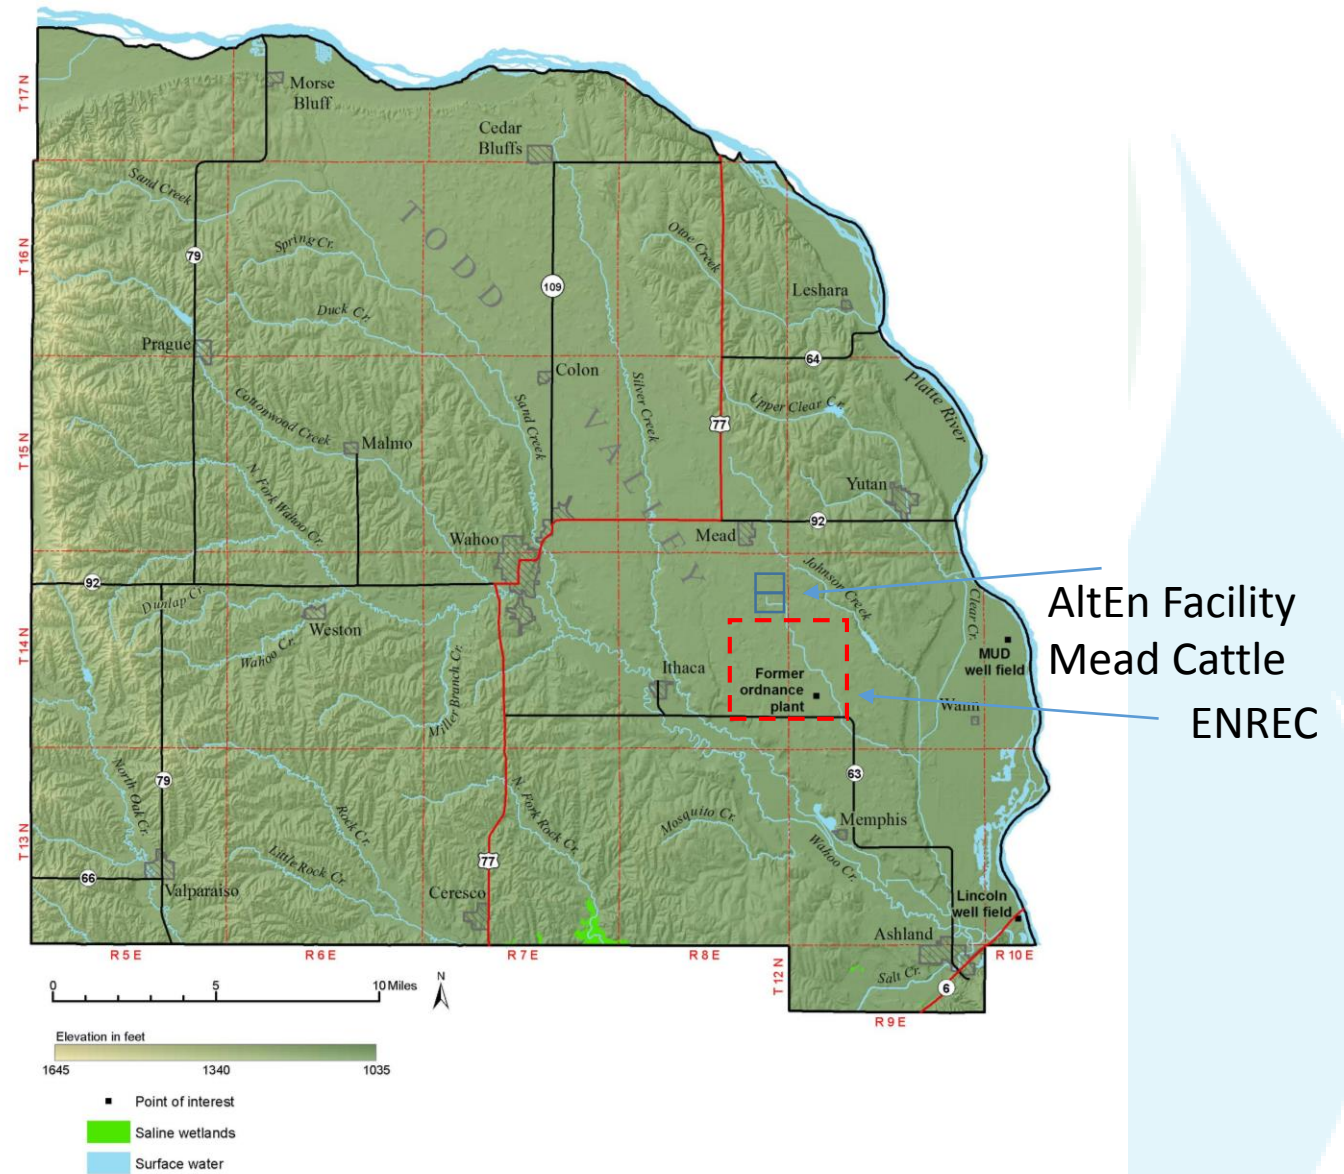 T 17 N
Morse
Bluff
Cedar
Bluffs
Sand Creek
TODD
Otoe Creek
T 16 N
Spring Cr.
79
109
Leshara
Duck Cr.
Prague
64
Colon
Platte River
Silver Creek
Sand Creek
Upper Clear Cr.
Cottonwood Creek
77
VALLEY
Malmo
T 15 N
N. Fork Wahoo Cr.
Yutan
92
Wahoo
Mead
Johnson Creek
92
Dunlap Cr.
Clear Cr.
AltEn Facility
Weston
T 14 N
Wahoo Cr.
MUD
well field
Mead Cattle
Miller Branch Cr.
Ithaca
Former
ordnance
plant
Wann
ENREC
North Oak Cr.
79
63
N. Fork Rock Cr.
Rock Cr.
Mosquito Cr.
Memphis
T 13 N
Wahoo Cr.
Little Rock Cr.
77
66
Valparaiso
Ceresco
Lincoln
well field
Ashland
R 5 E
R 6 E
R 7 E
R 8 E
R 10 E
T 12 N
Salt Cr.
6
R 9 E
0 5 10 Miles
N
Elevation in feet
1645 1340 1035
Point of interest
Saline wetlands
Surface water